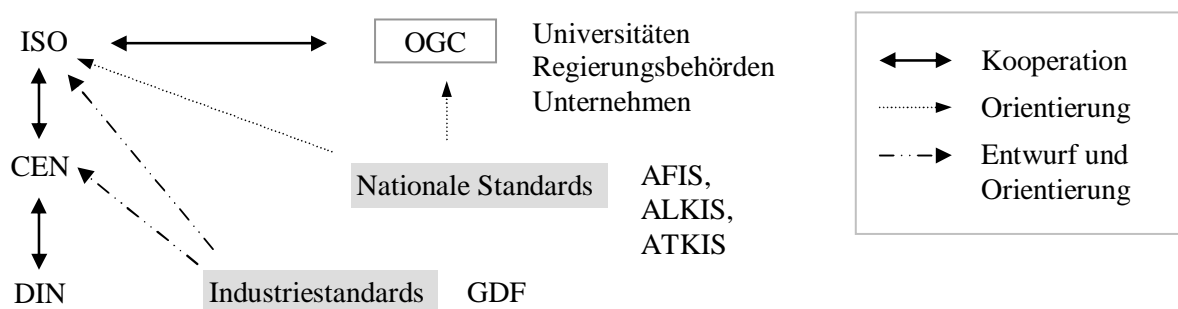 ISO
OGC
Universitäten
Regierungsbehörden
Unternehmen
CEN
Nationale Standards
AFIS,
ALKIS,
ATKIS
DIN
Industriestandards
GDF
Kooperation
Orientierung
Entwurf und
Orientierung